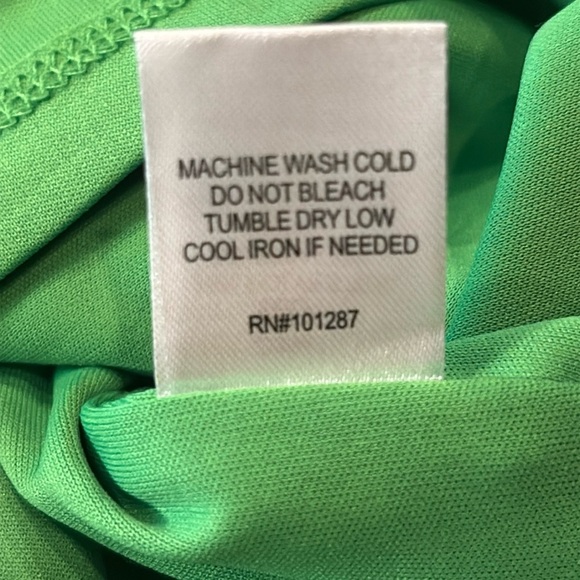 MACHINE WASH COLD
DO NOT BLEACH
TUMBLE DRY LOW
COOL IRON IF NEEDED
RN#101287